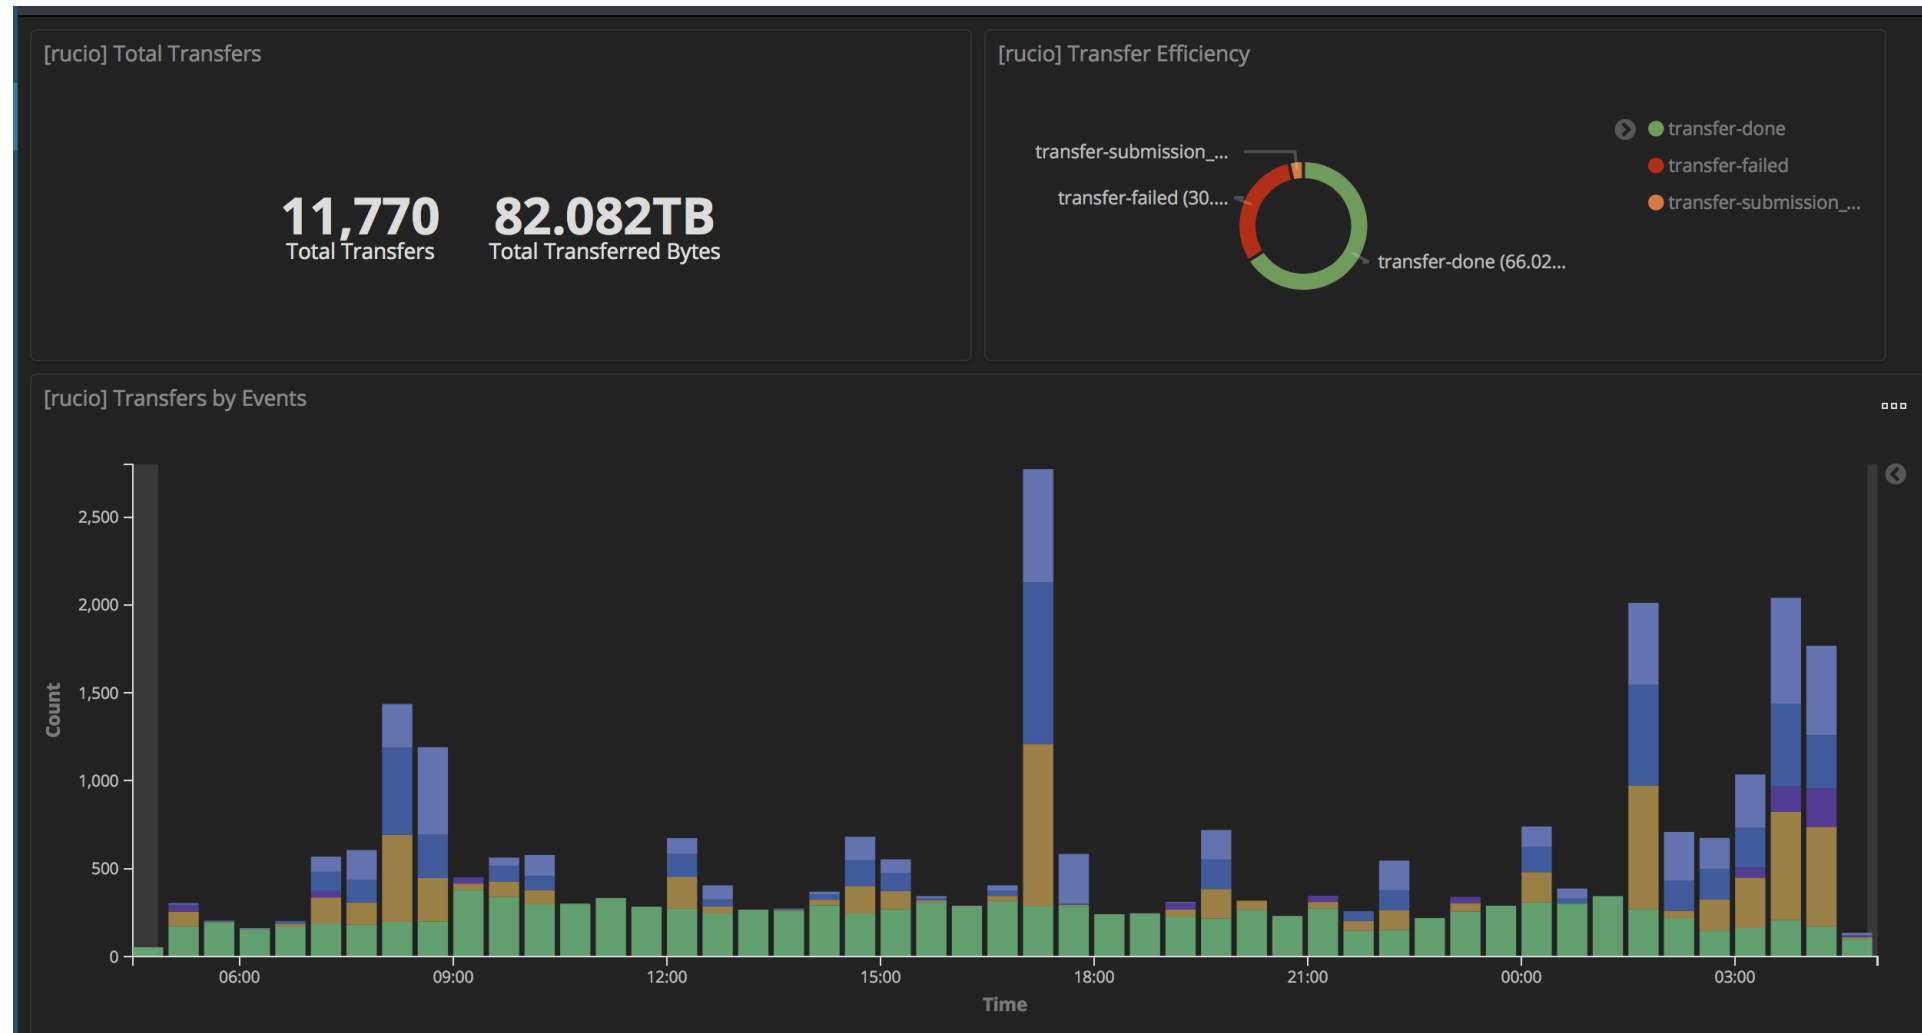 [rucio] Total Transfers
11,770
Total Transfers
82.082TB
Total Transferred Bytes
[rucio] Transfer Efficiency
transfer-submission_...
transfer-failed (30....
transfer-done (66.02...
transfer-done
transfer-failed
transfer-submission_...
[rucio] Transfers by Events
Count
2,500
2,000
1,500
1,000
500
0
06:00
09:00
12:00
15:00
18:00
21:00
00:00
03:00
Time